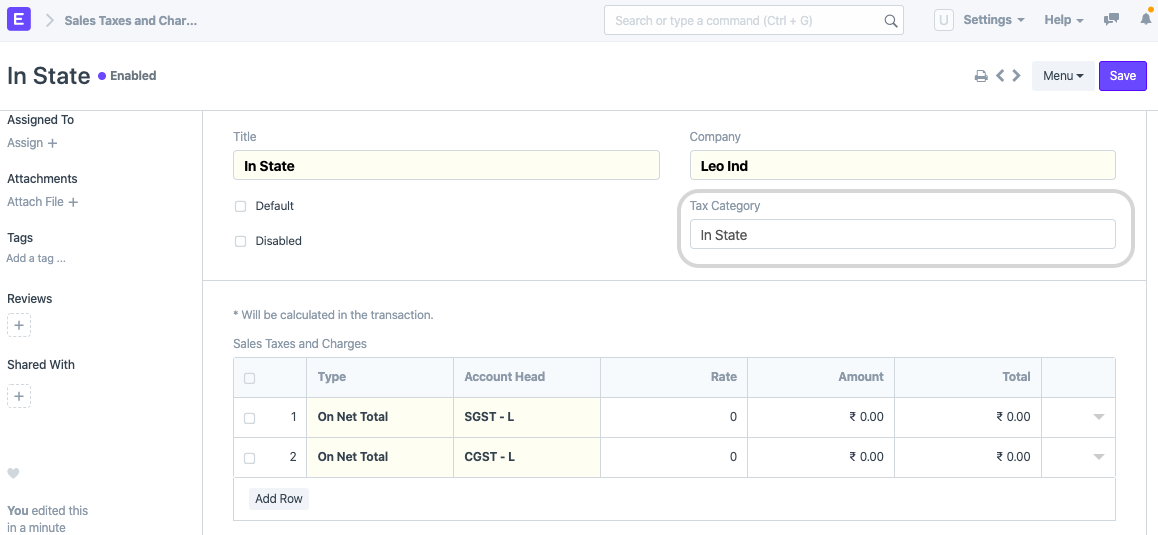 E
Sales Taxes and Char...
Search or type a command (Ctrl + G)
U
Settings
Help
In State
Enabled
Menu
Save
Assigned To
Assign +
Attachments
Attach File +
Tags
Add a tag ...
Reviews
+
Shared With
+
You edited this
in a minute
Title
In State
Company
Leo Ind
Default
Disabled
Tax Category
In State
* Will be calculated in the transaction.
Sales Taxes and Charges
Type Account Head Rate Amount Total
1 On Net Total SGST - L 0 ₹ 0.00 ₹ 0.00
2 On Net Total CGST - L 0 ₹ 0.00 ₹ 0.00
Add Row